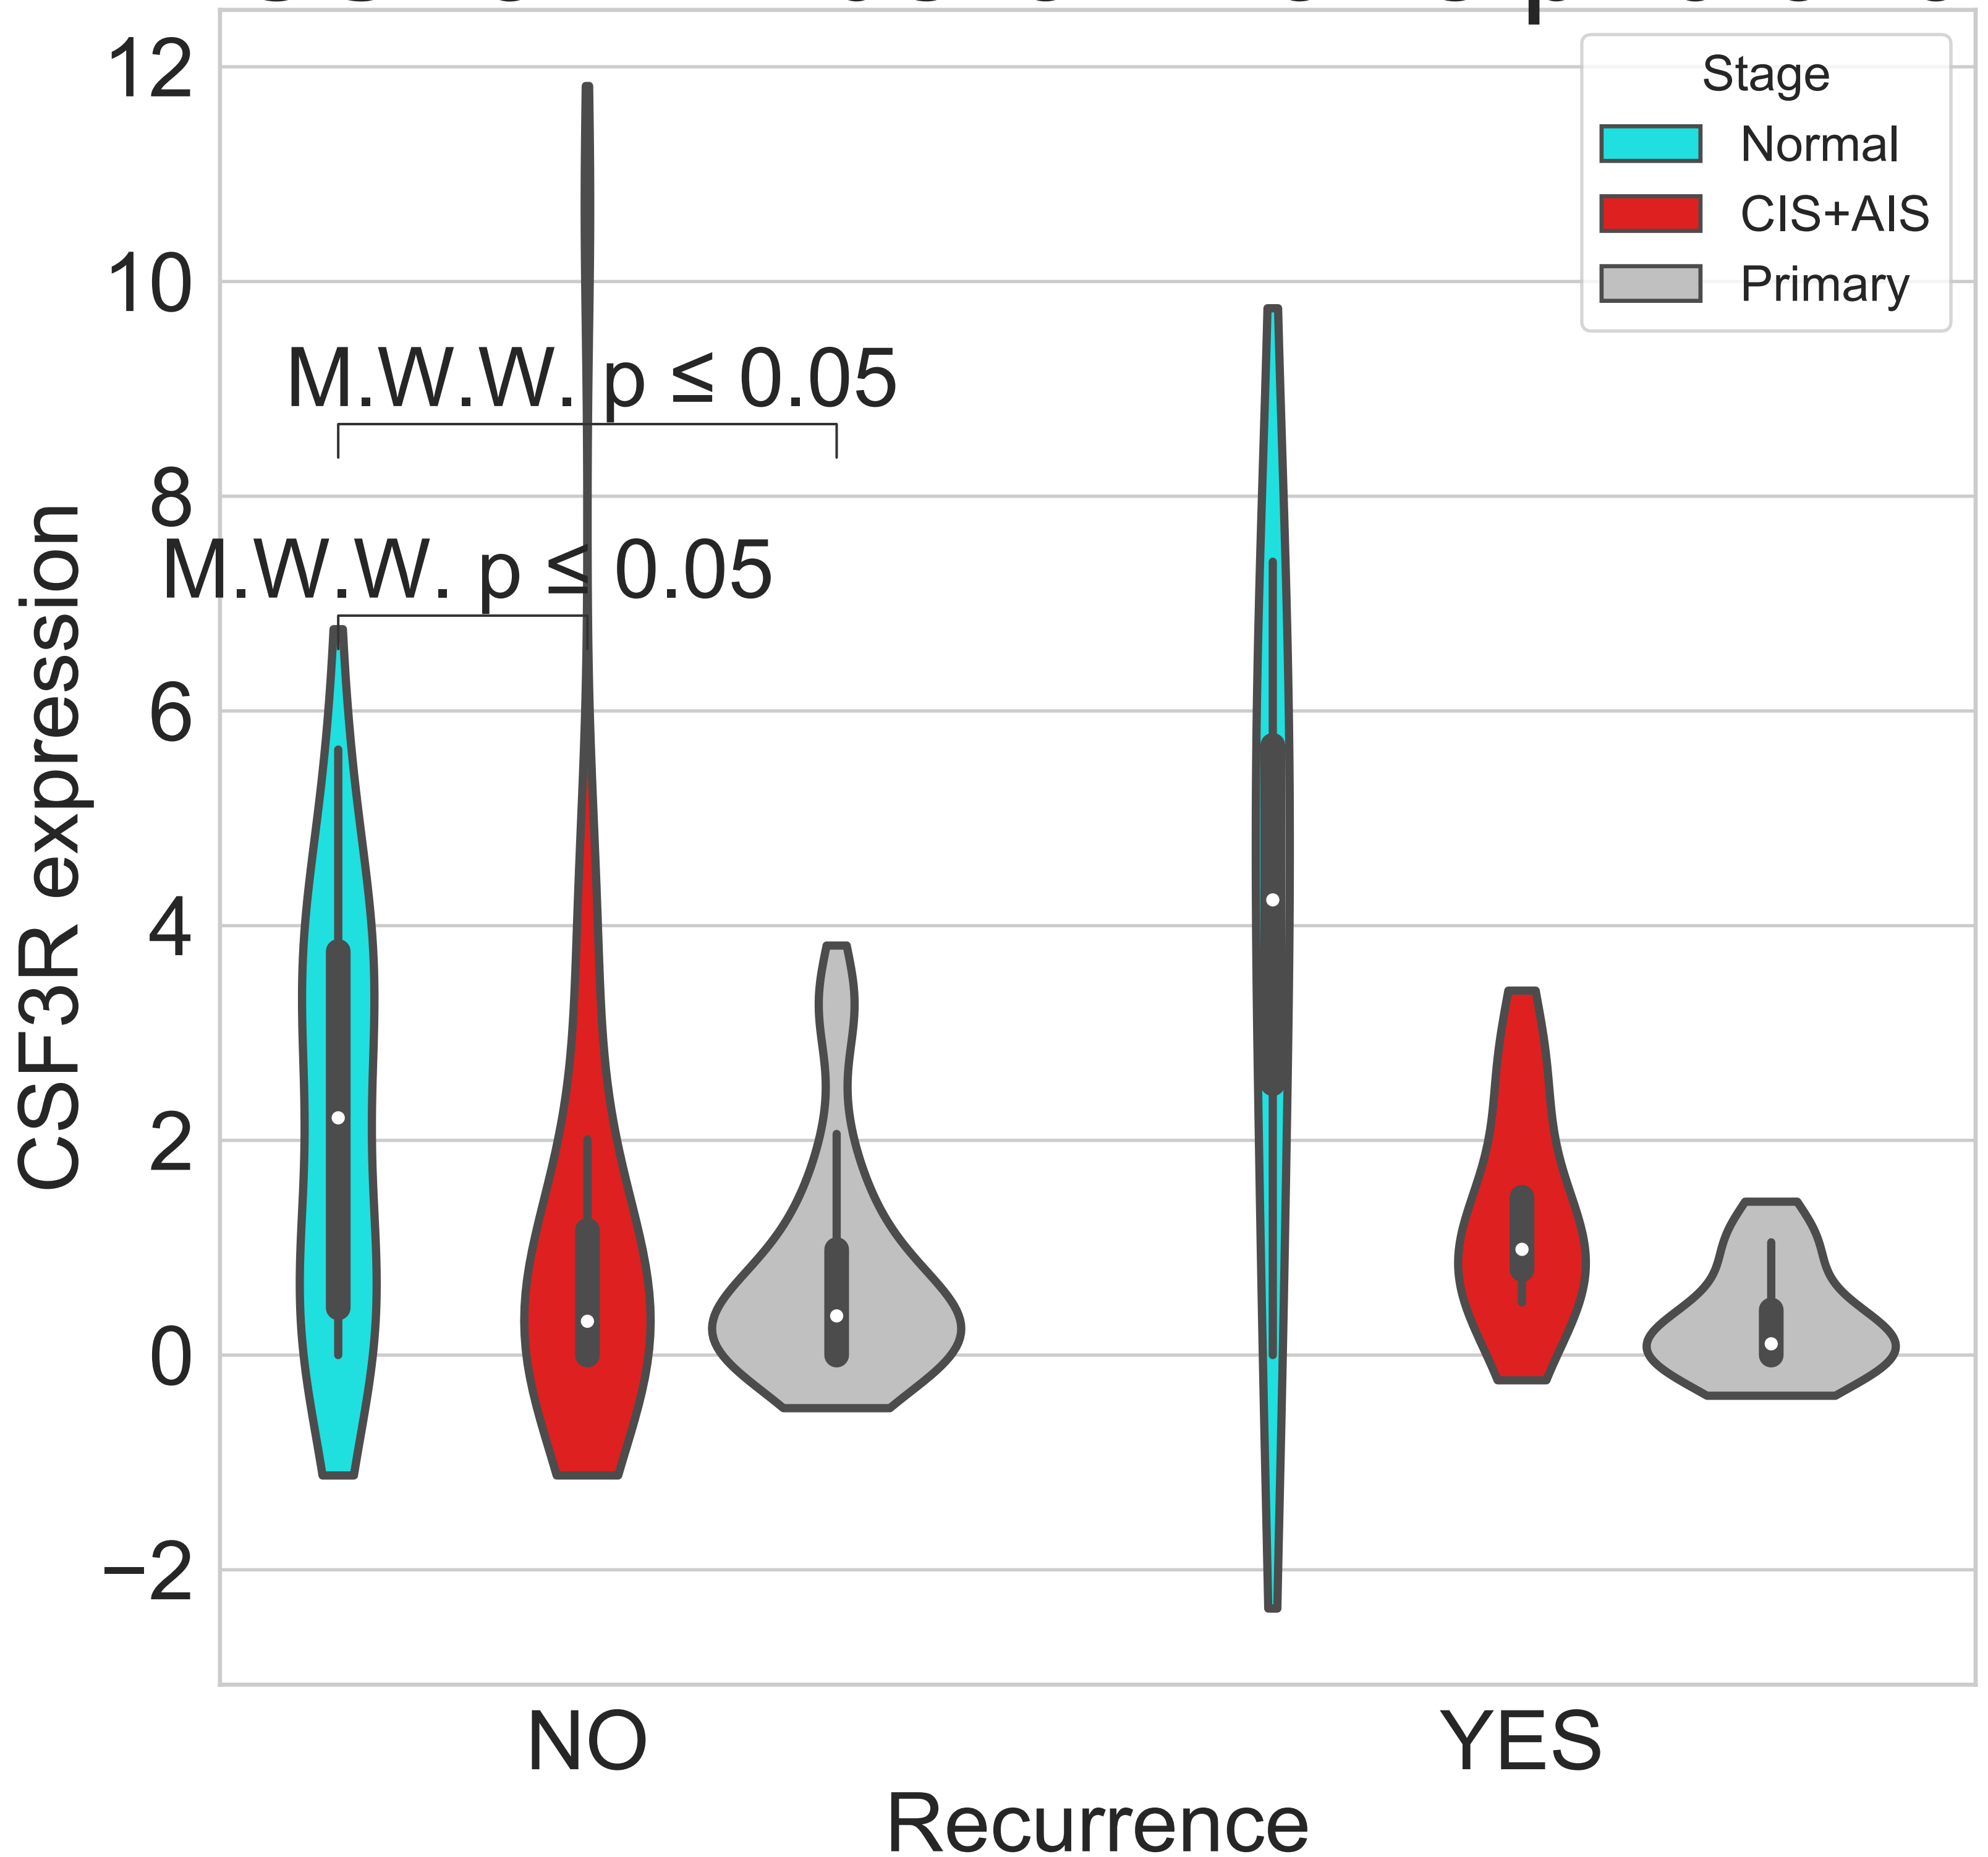 12
10
8
6
4
2
0
−2
CSF3R expression
Stage
Normal
CIS+AIS
Primary
M.W.W. p ≤ 0.05
M.W.W. p ≤ 0.05
NO
YES
Recurrence